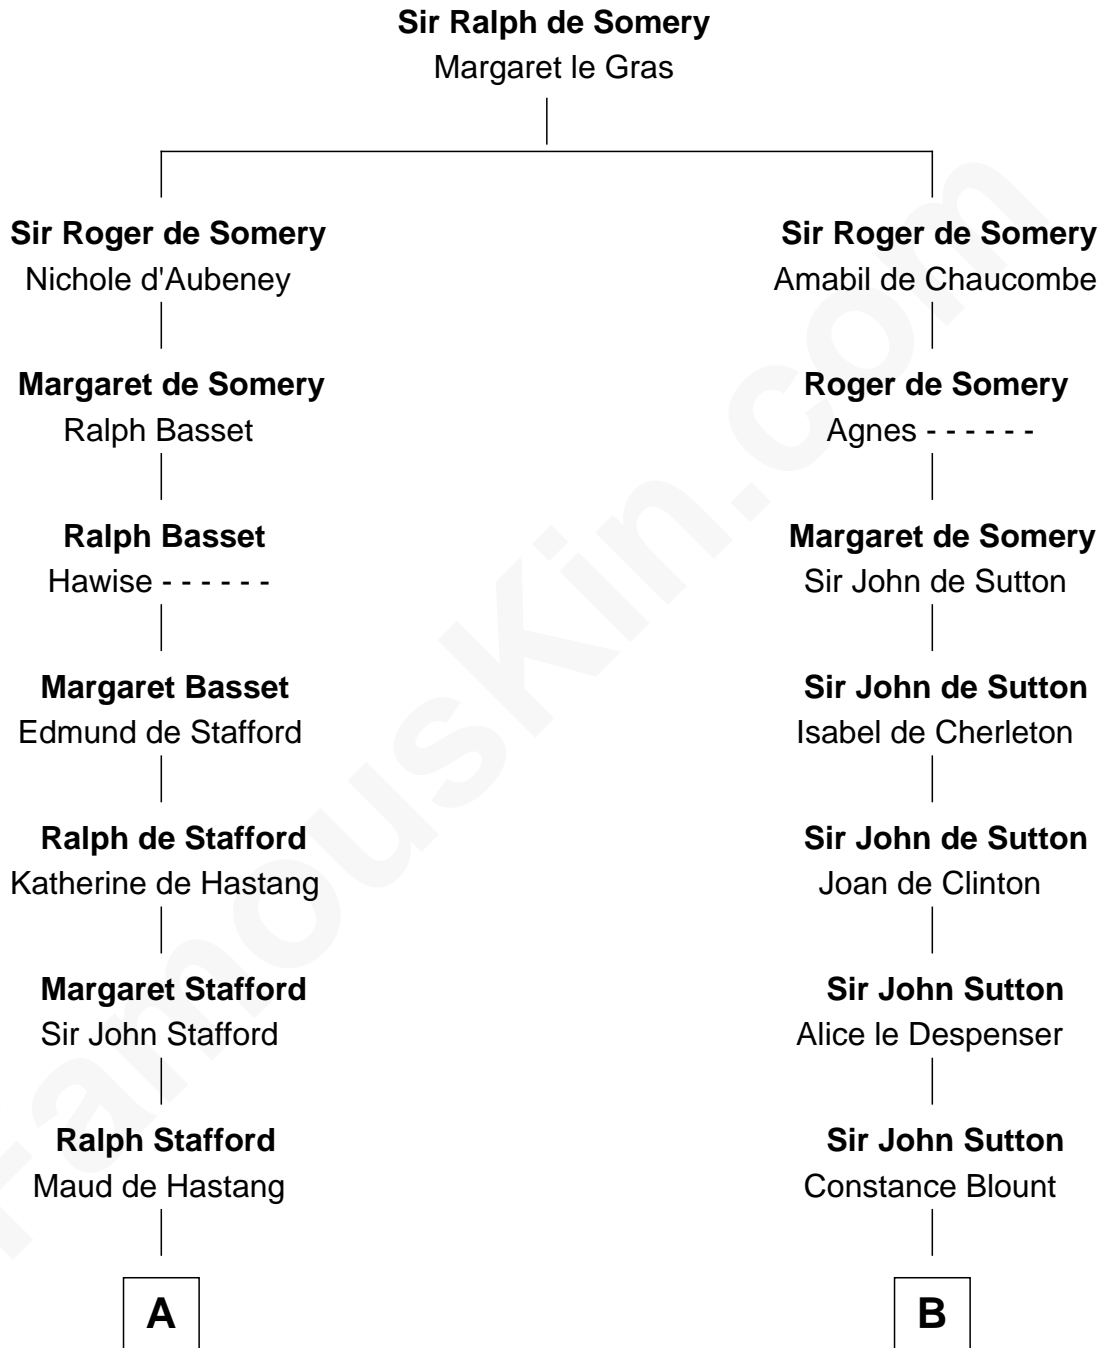 Sir Ralph de Somery
Margaret le Gras
Sir Roger de Somery
Nichole d'Aubeney
Sir Roger de Somery
Amabil de Chaucombe
Margaret de Somery
Ralph Basset
Roger de Somery
Agnes - - - - - -
Ralph Basset
Hawise - - - - - -
Margaret de Somery
Sir John de Sutton
Margaret Basset
Edmund de Stafford
Sir John de Sutton
Isabel de Cherleton
Ralph de Stafford
Katherine de Hastang
Sir John de Sutton
Joan de Clinton
Margaret Stafford
Sir John Stafford
Sir John Sutton
Alice le Despenser
Ralph Stafford
Maud de Hastang
Sir John Sutton
Constance Blount
A
B
FamousKin.com